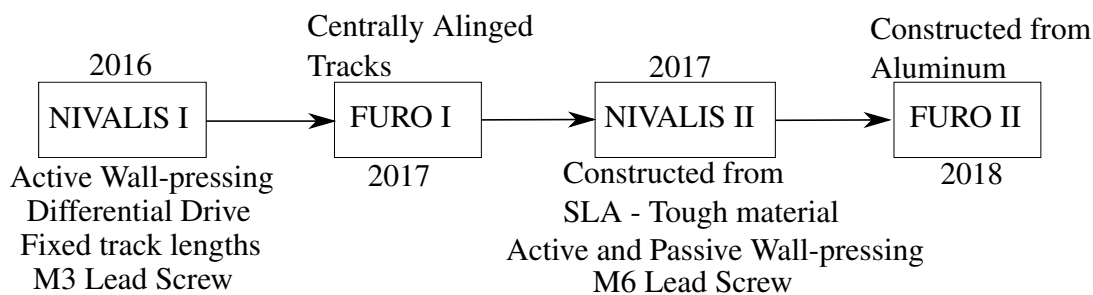 2016
NIVALIS I
Active Wall-pressing
Differential Drive
Fixed track lengths
M3 Lead Screw
Centrally Alinged
Tracks
FURO I
2017
2017
NIVALIS II
Constructed from
SLA - Tough material
Active and Passive Wall-pressing
M6 Lead Screw
Constructed from
Aluminum
FURO II
2018